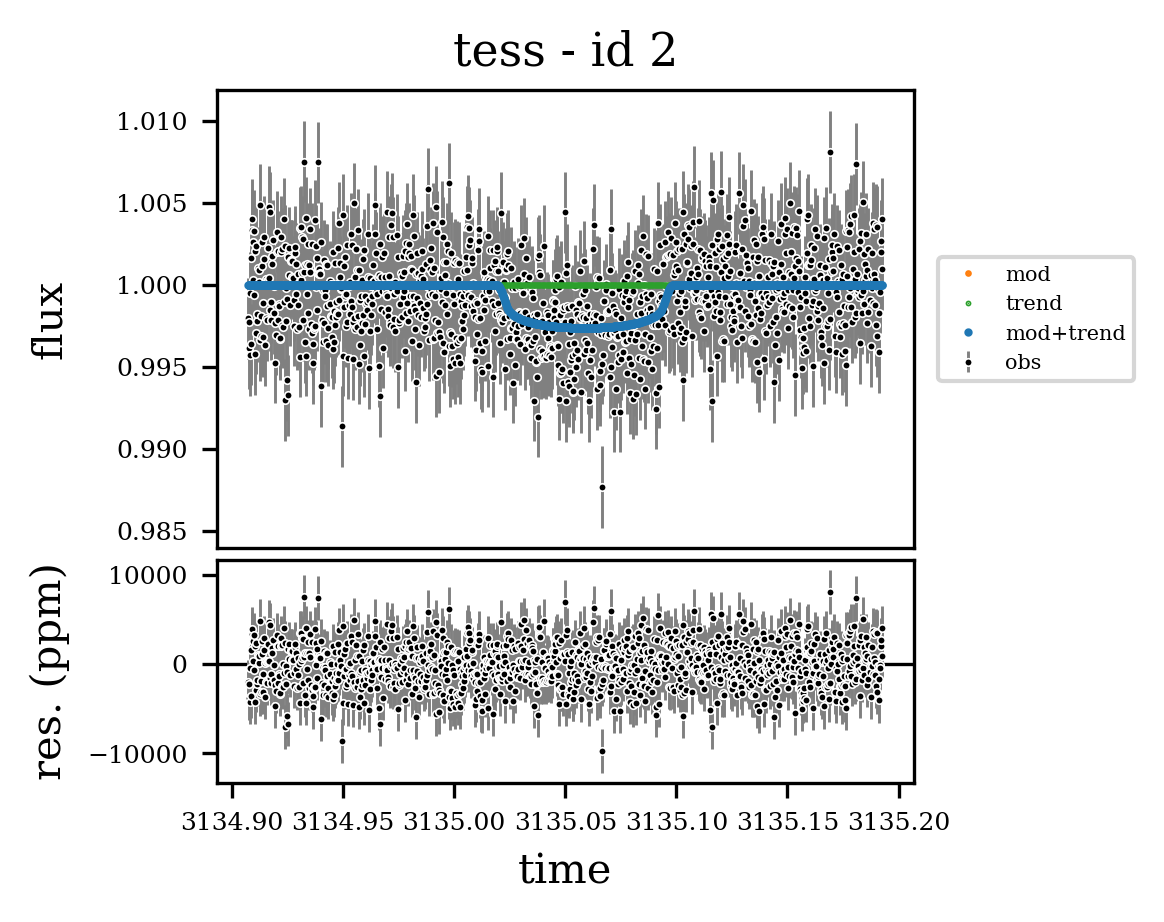 tess - id 2
flux
1.010
1.005
1.000
0.995
0.990
0.985
mod
trend
mod+trend
obs
res. (ppm)
10000
0
−10000
3134.90 3134.95 3135.00 3135.05 3135.10 3135.15 3135.20
time